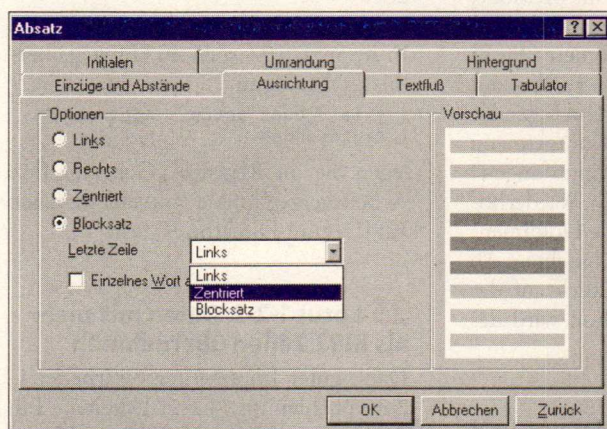 Absatz
Initialen Umrandung Hintergrund
Einzüge und Abstände Ausrichtung Textfluß Tabulator
Optionen Vorschau
Links
Rechts
Zentriert
Blocksatz
Letzte Zeile Links
Links
Einzelnes Wort a
Zentriert
Blocksatz
OK Abbrechen Zurück